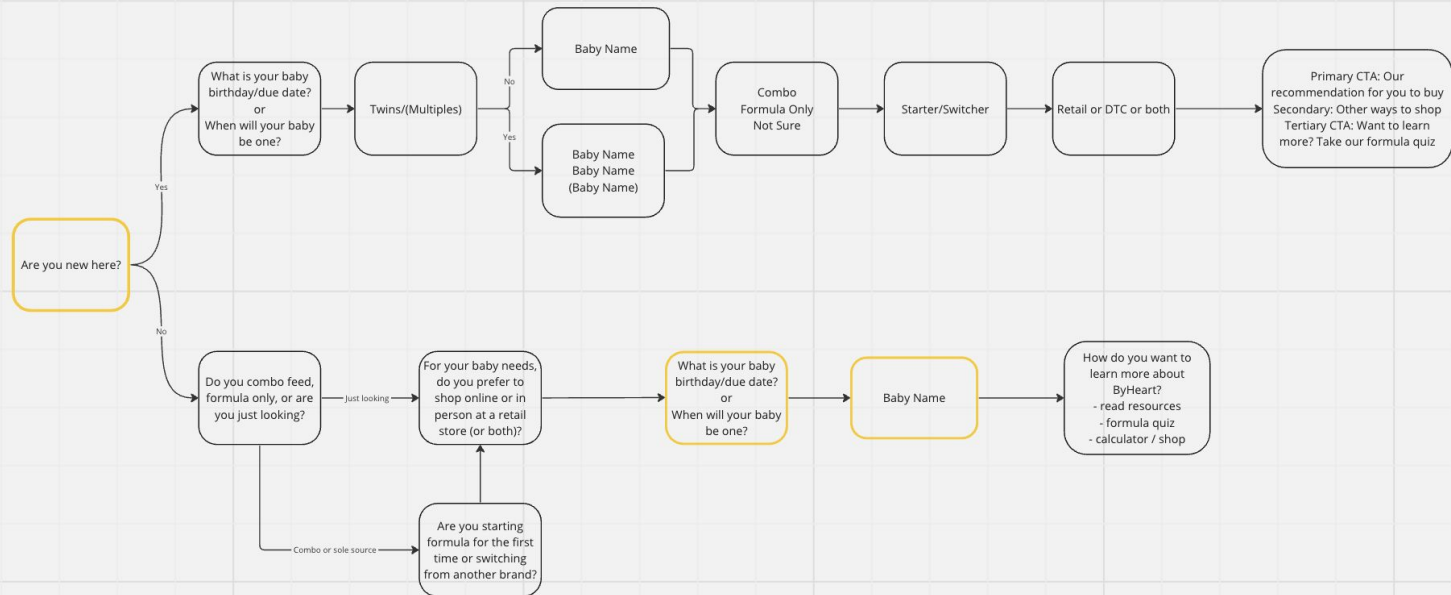 Are you new here?
Yes
What is your baby
birthday/due date?
or
When will your baby
be one?
Twins/(Multiples)
No
Baby Name
Yes
Baby Name
Baby Name
(Baby Name)
Combo
Formula Only
Not Sure
Starter/Switcher
Retail or DTC or both
Primary CTA: Our
recommendation for you to buy
Secondary: Other ways to shop
Tertiary CTA: Want to learn
more? Take our formula quiz
No
Do you combo feed,
formula only, or are
you just looking?
Just looking
Combo or sole source
Are you starting
formula for the first
time or switching
from another brand?
For your baby needs,
do you prefer to
shop online or in
person at a retail
store (or both)?
What is your baby
birthday/due date?
or
When will your baby
be one?
Baby Name
How do you want to
learn more about
ByHeart?
- read resources
- formula quiz
- calculator / shop